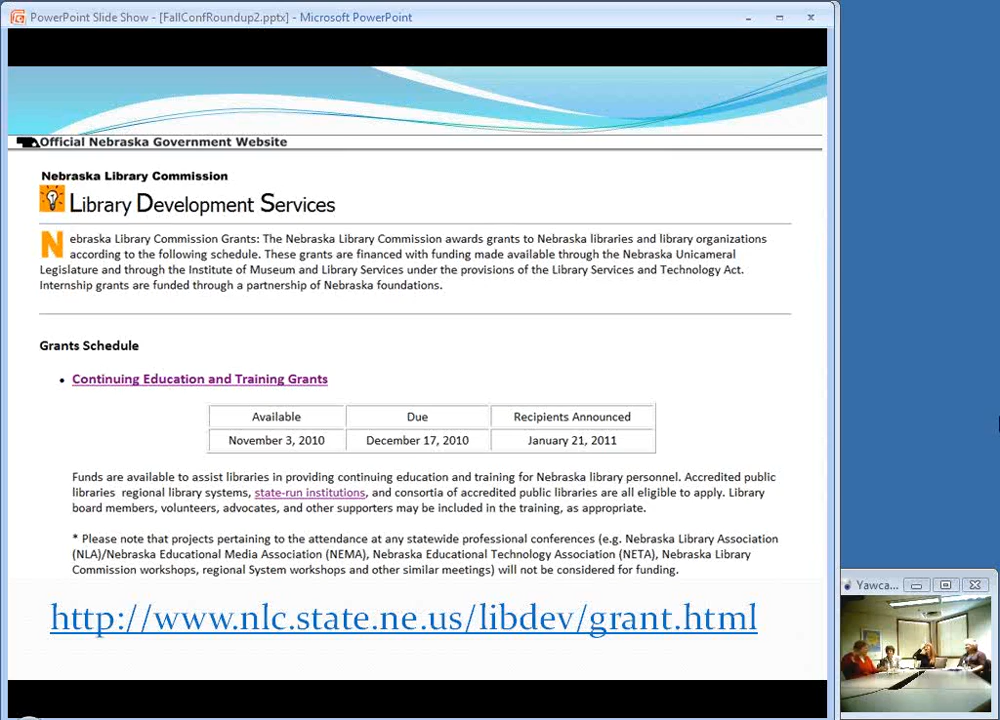 PowerPoint Slide Show - [FallConfRoundup2.pptx] - Microsoft PowerPoint
Official Nebraska Government Website
Nebraska Library Commission
Library Development Services
Nebraska Library Commission Grants: The Nebraska Library Commission awards grants to Nebraska libraries and library organizations
according to the following schedule. These grants are financed with funding made available through the Nebraska Unicameral
Legislature and through the Institute of Museum and Library Services under the provisions of the Library Services and Technology Act.
Internship grants are funded through a partnership of Nebraska foundations.
Grants Schedule
• Continuing Education and Training Grants
Available Due Recipients Announced
November 3, 2010 December 17, 2010 January 21, 2011
Funds are available to assist libraries in providing continuing education and training for Nebraska library personnel. Accredited public
libraries regional library systems, state-run institutions, and consortia of accredited public libraries are all eligible to apply. Library
board members, volunteers, advocates, and other supporters may be included in the training, as appropriate.
* Please note that projects pertaining to the attendance at any statewide professional conferences (e.g. Nebraska Library Association
(NLA)/Nebraska Educational Media Association (NEMA), Nebraska Educational Technology Association (NETA), Nebraska Library
Commission workshops, regional System workshops and other similar meetings) will not be considered for funding.
http://www.nlc.state.ne.us/libdev/grant.html
Yawca...